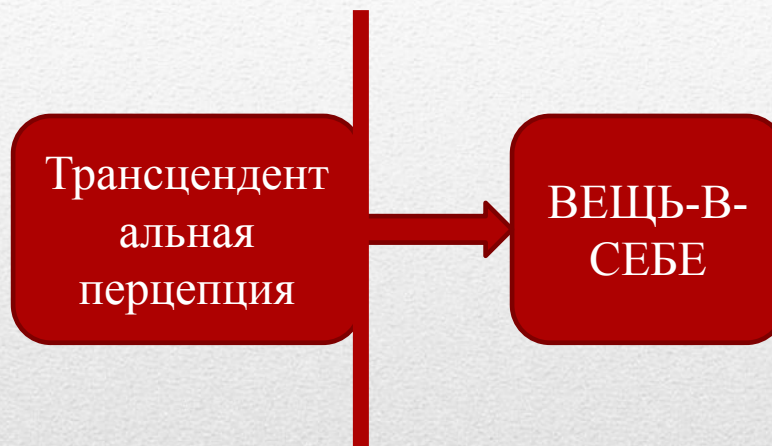 Трансцендент
альная
перцепция
ВЕЩЬ-В-
СЕБЕ